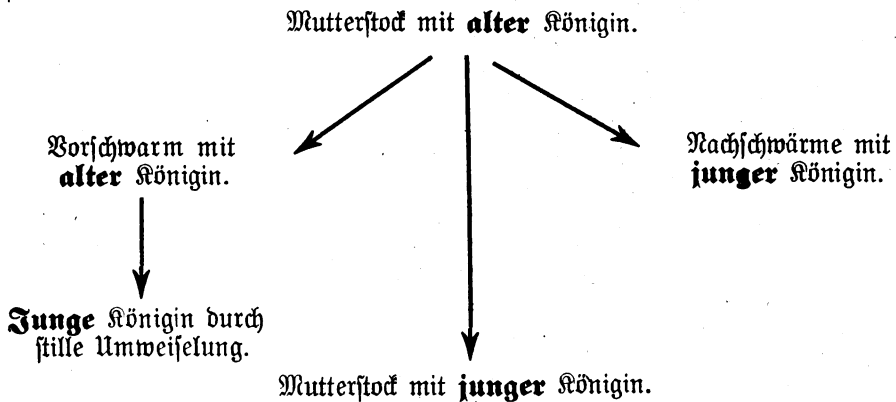 Mutterſtock mit alter Königin.
Vorſchwarm mit
alter Königin.
Nachſchwärme mit
junger Königin.
Junge Königin durch
ſtille Umweiſelung.
Mutterſtock mit junger Königin.